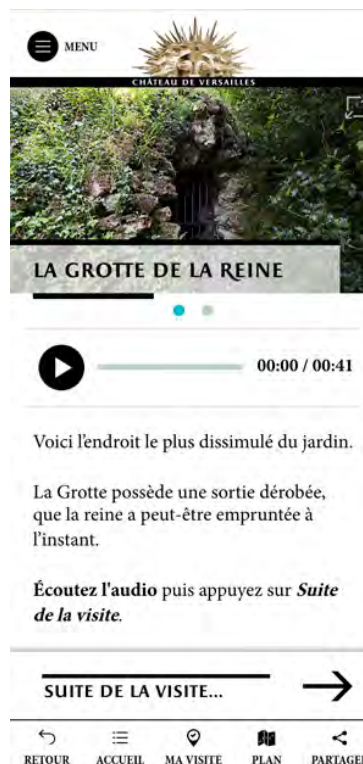 MENU
CHÂTEAU DE VERSAILLES
LA GROTTE DE LA REINE
00:00 / 00:41
Voici l'endroit le plus dissimulé du jardin.
La Grotte possède une sortie dérobée,
que la reine a peut-être empruntée à
l'instant.
Écoutez l'audio puis appuyez sur Suite
de la visite.
SUITE DE LA VISITE...
RETOUR ACCUEIL MA VISITE PLAN PARTAGER